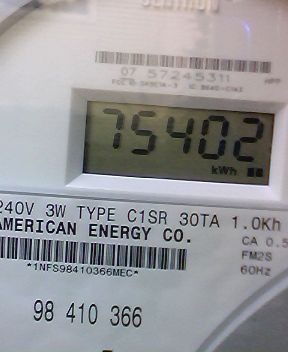 07 57245311
75402
kWh
240V 3W TYPE C1SR 30TA 1.0Kh
AMERICAN ENERGY CO.
CA 0.5
FM2S
60Hz
*1NFS98410366MEC*
98 410 366